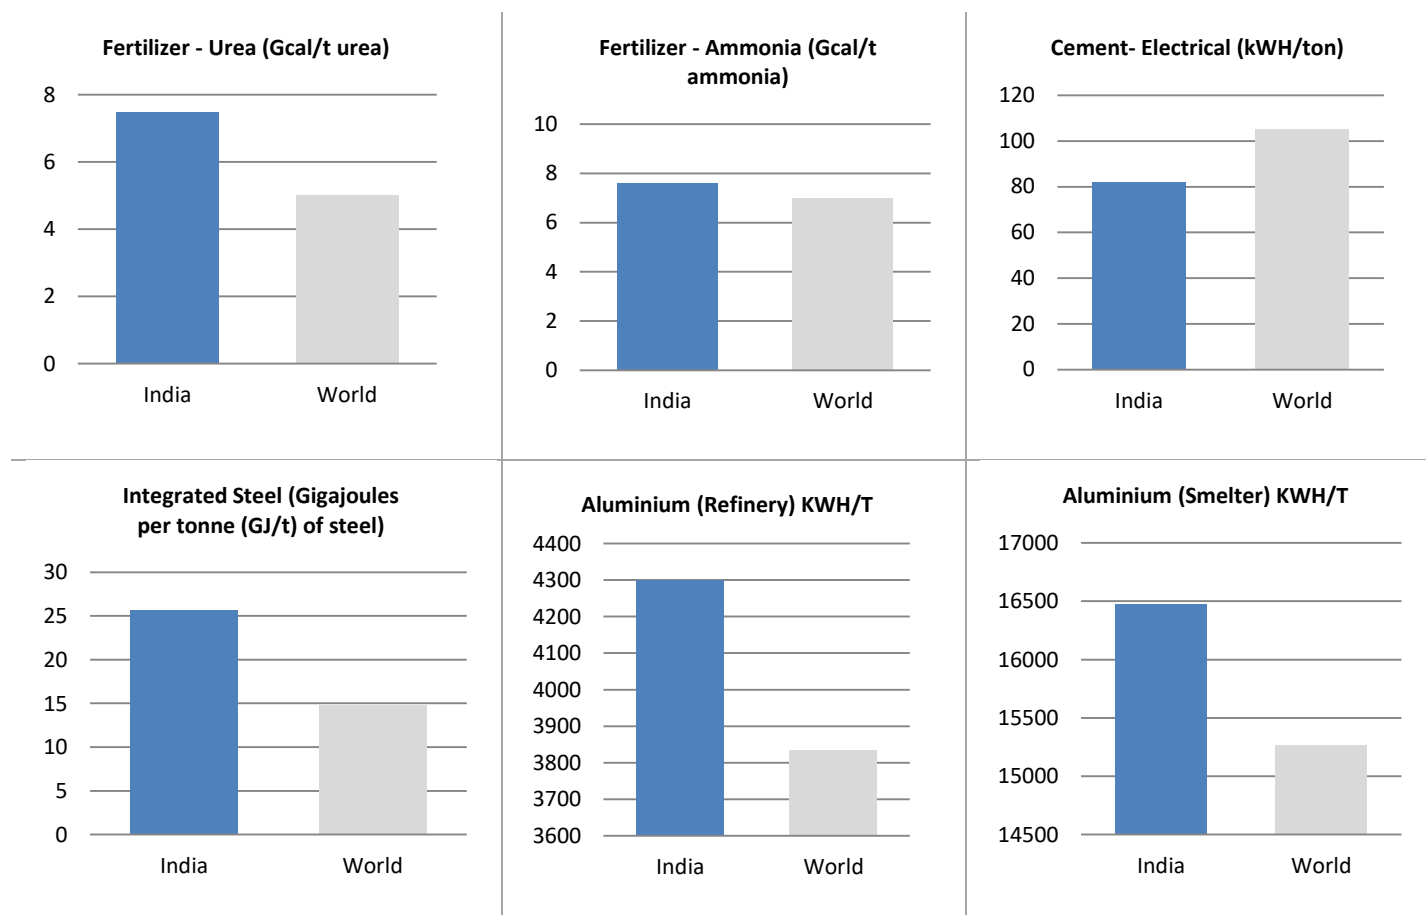 Fertilizer - Urea (Gcal/t urea)
8
6
4
2
0
India World
Fertilizer - Ammonia (Gcal/t
ammonia)
10
8
6
4
2
0
India World
Cement- Electrical (kWH/ton)
120
100
80
60
40
20
0
India World
Integrated Steel (Gigajoules
per tonne (GJ/t) of steel)
30
25
20
15
10
5
0
India World
Aluminium (Refinery) KWH/T
4400
4300
4200
4100
4000
3900
3800
3700
3600
India World
Aluminium (Smelter) KWH/T
17000
16500
16000
15500
15000
14500
India World